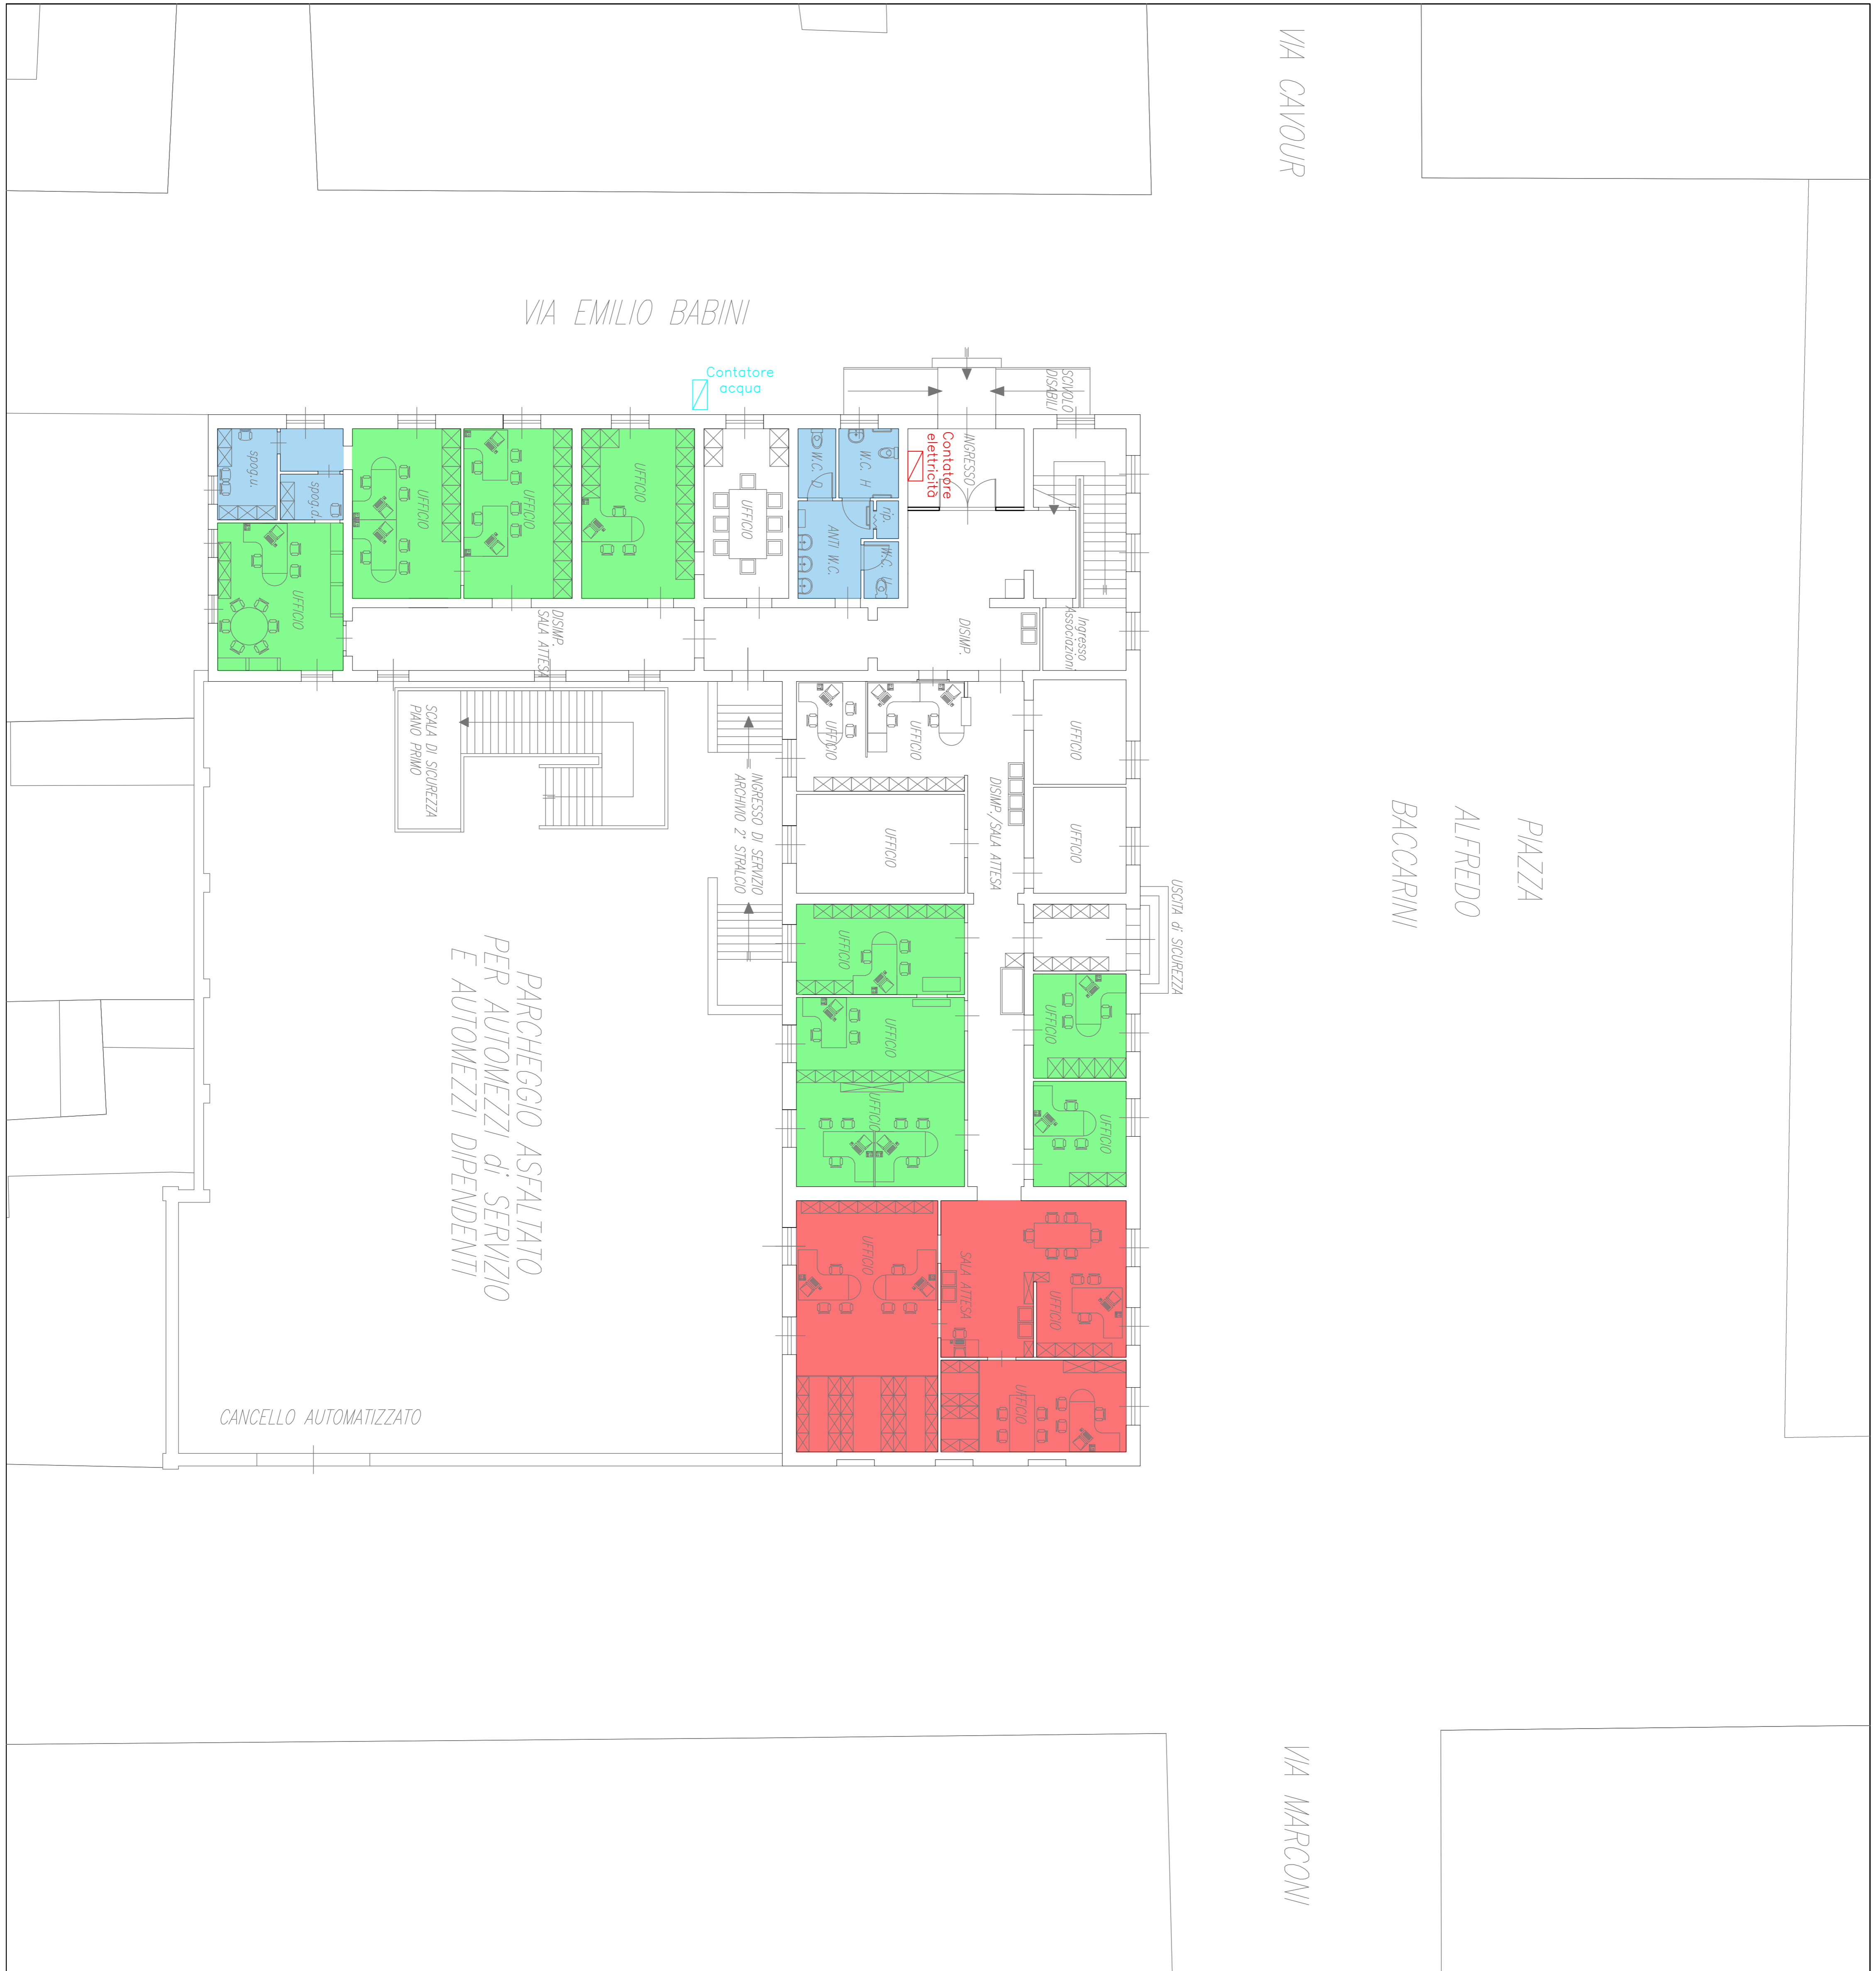 VIA CAVOUR
VIA EMILIO BABINI
Contatore
acqua
SCIVOLO
DISABILI
INGRESSO
Contatore
elettricità
spog.u.
spog.d.
UFFICIO
UFFICIO
UFFICIO
UFFICIO
UFFICIO
W.C. D
W.C. H
rip.
ANTI W.C.
W.C. U
DISIMP.
SALA ATTESA
DISIMP.
Ingresso
Associazioni
SCALA DI SICUREZZA
PIANO PRIMO
INGRESSO DI SERVIZIO
ARCHIVIO 2° STRALCIO
UFFICIO
UFFICIO
UFFICIO
UFFICIO
UFFICIO
DISIMP./SALA ATTESA
PIAZZA
ALFREDO
BACCARINI
USCITA di SICUREZZA
UFFICIO
UFFICIO
UFFICIO
UFFICIO
UFFICIO
PARCHEGGIO ASFALTATO
PER AUTOMEZZI di SERVIZIO
E AUTOMEZZI DIPENDENTI
UFFICIO
SALA ATTESA
UFFICIO
UFFICIO
CANCELLO AUTOMATIZZATO
VIA MARCONI